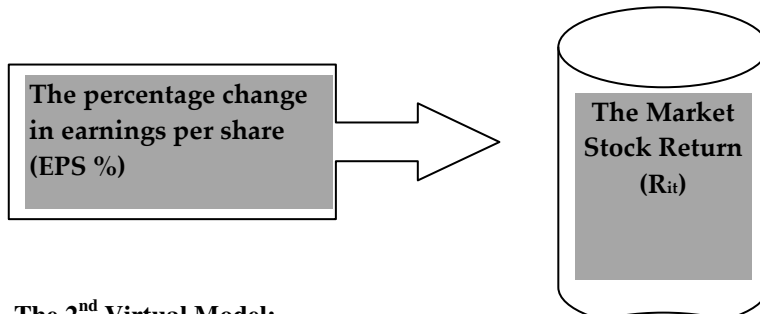 The percentage change
in earnings per share
(EPS %)
The Market
Stock Return
(Rit)
The 2nd Virtual Model: